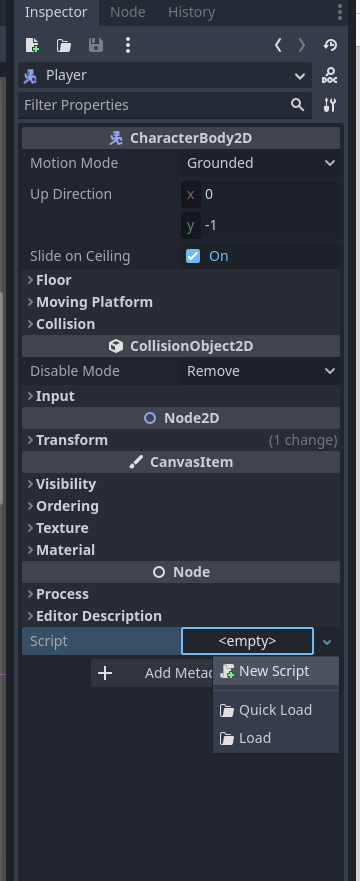 Inspector Node History
Player
DOC
Filter Properties
CharacterBody2D
Motion Mode Grounded
Up Direction x 0
y -1
Slide on Ceiling On
Floor
Moving Platform
Collision
CollisionObject2D
Disable Mode Remove
Input
Node2D
Transform (1 change)
CanvasItem
Visibility
Ordering
Texture
Material
Node
Process
Editor Description
Script <empty>
Add Metac
New Script
Quick Load
Load